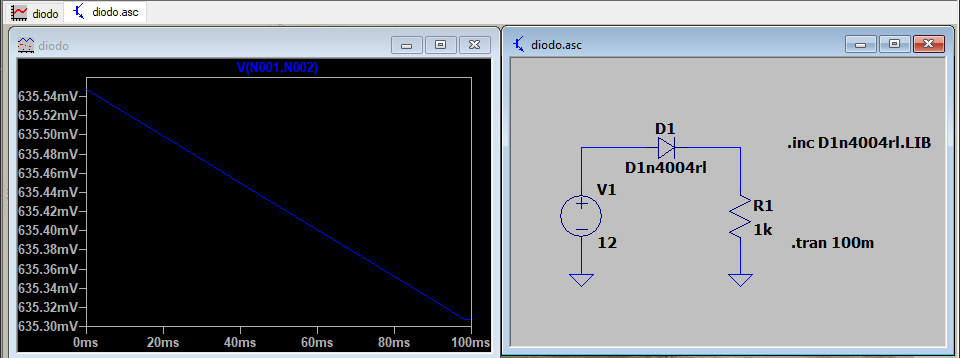 diodo
diodo.asc
diodo
diodo.asc
V(N001,N002)
635.54mV
635.52mV
635.50mV
635.48mV
635.46mV
635.44mV
635.42mV
635.40mV
635.38mV
635.36mV
635.34mV
635.32mV
635.30mV
0ms
20ms
40ms
60ms
80ms
100ms
D1
.inc D1n4004rl.LIB
D1n4004rl
V1
R1
1k
12
.tran 100m